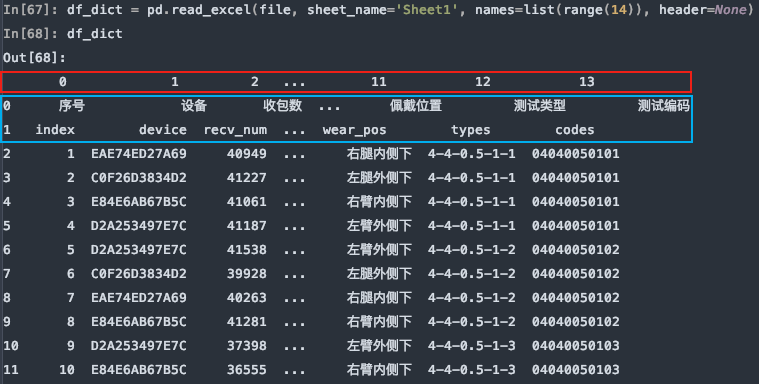 In[67]: df_dict = pd.read_excel(file, sheet_name='Sheet1', names=list(range(14)), header=None)
In[68]: df_dict
Out[68]:
0 1 2 ... 11 12 13
0 序号 设备 收包数 ... 佩戴位置 测试类型 测试编码
1 index device recv_num ... wear_pos types codes
2 1 EAE74ED27A69 40949 ... 右腿内侧下 4-4-0.5-1-1 04040050101
3 2 C0F26D3834D2 41227 ... 左腿外侧下 4-4-0.5-1-1 04040050101
4 3 E84E6AB67B5C 41061 ... 右臂内侧下 4-4-0.5-1-1 04040050101
5 4 D2A253497E7C 41187 ... 左臂外侧下 4-4-0.5-1-1 04040050101
6 5 D2A253497E7C 41538 ... 左臂外侧下 4-4-0.5-1-2 04040050102
7 6 C0F26D3834D2 39928 ... 左腿外侧下 4-4-0.5-1-2 04040050102
8 7 EAE74ED27A69 40263 ... 右腿内侧下 4-4-0.5-1-2 04040050102
9 8 E84E6AB67B5C 41281 ... 右臂内侧下 4-4-0.5-1-2 04040050102
10 9 D2A253497E7C 37398 ... 左臂外侧下 4-4-0.5-1-3 04040050103
11 10 E84E6AB67B5C 36555 ... 右臂内侧下 4-4-0.5-1-3 04040050103